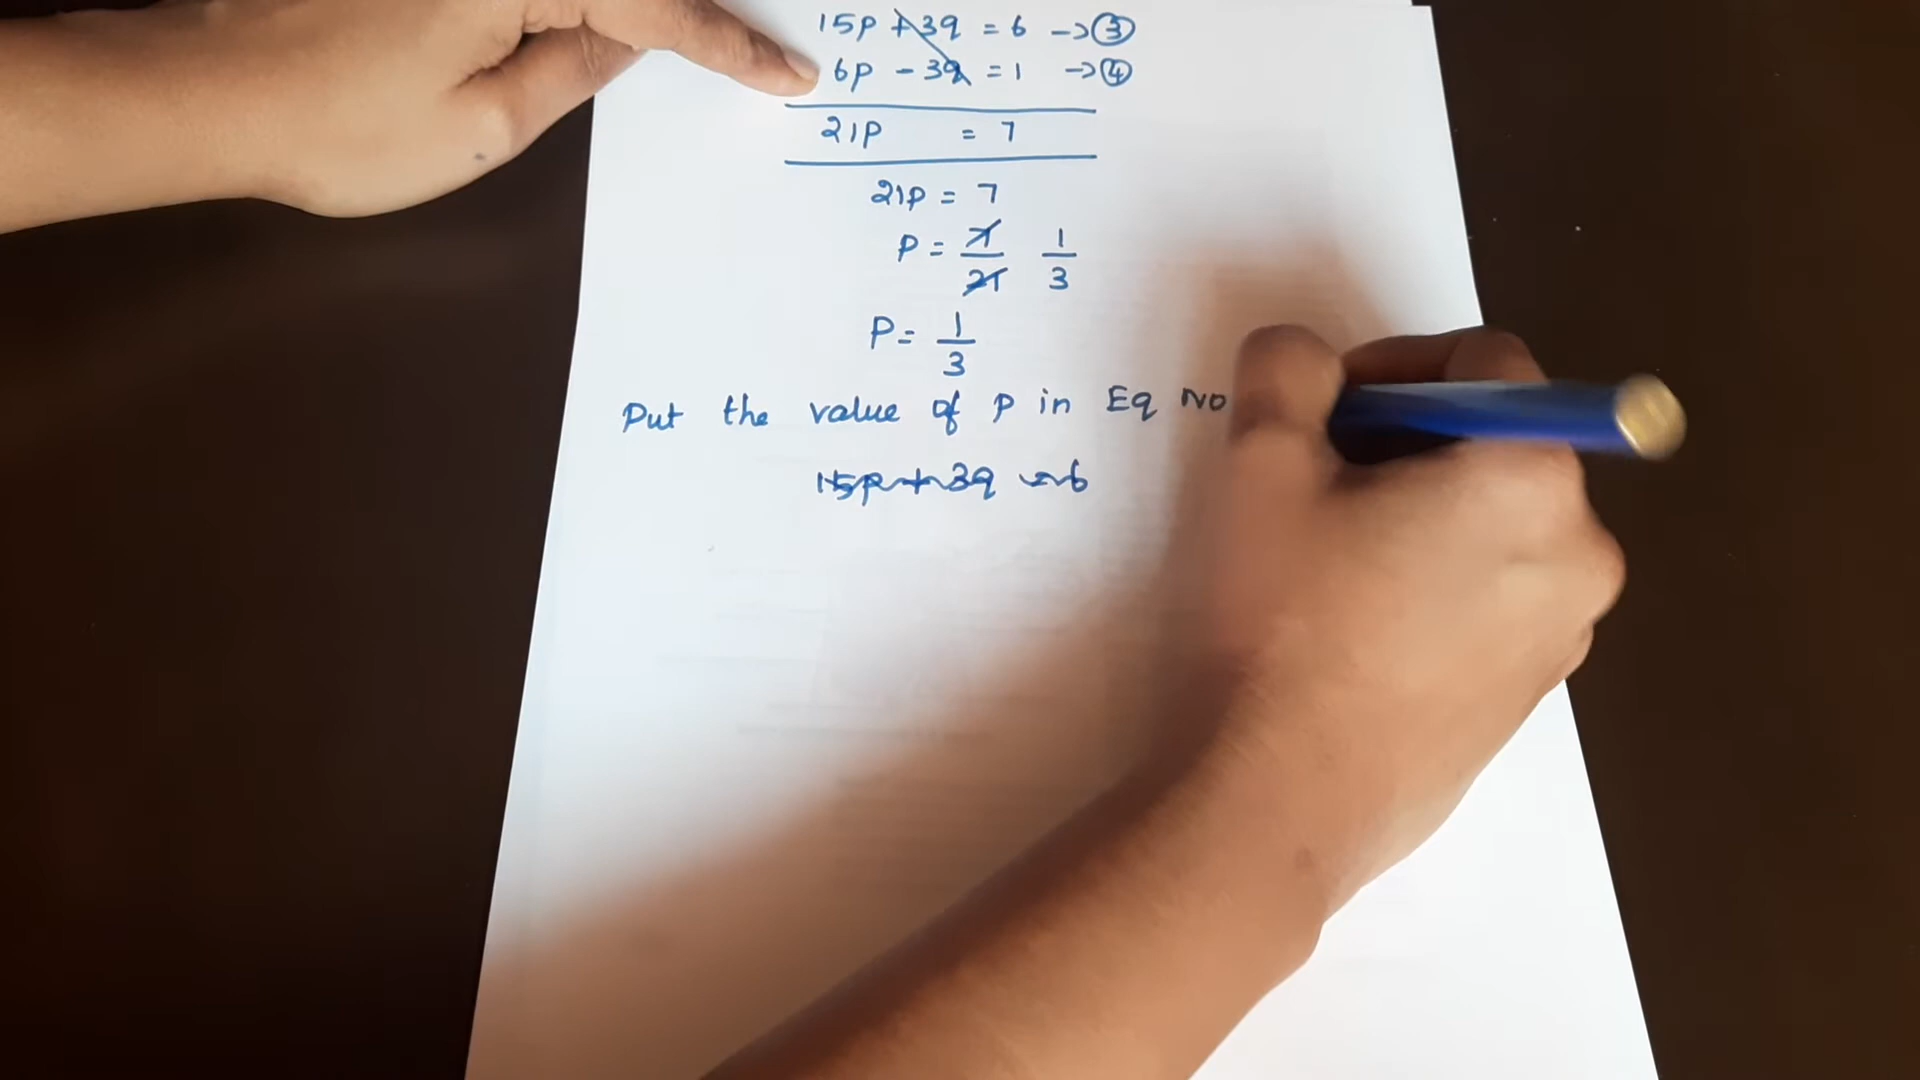 15p + 3q = 6 → ③
6p - 3q = 1 → ④
21p = 7
21p = 7
P = 7/21 1/3
P = 1/3
Put the value of p in Eq No
15p + 3q = 6